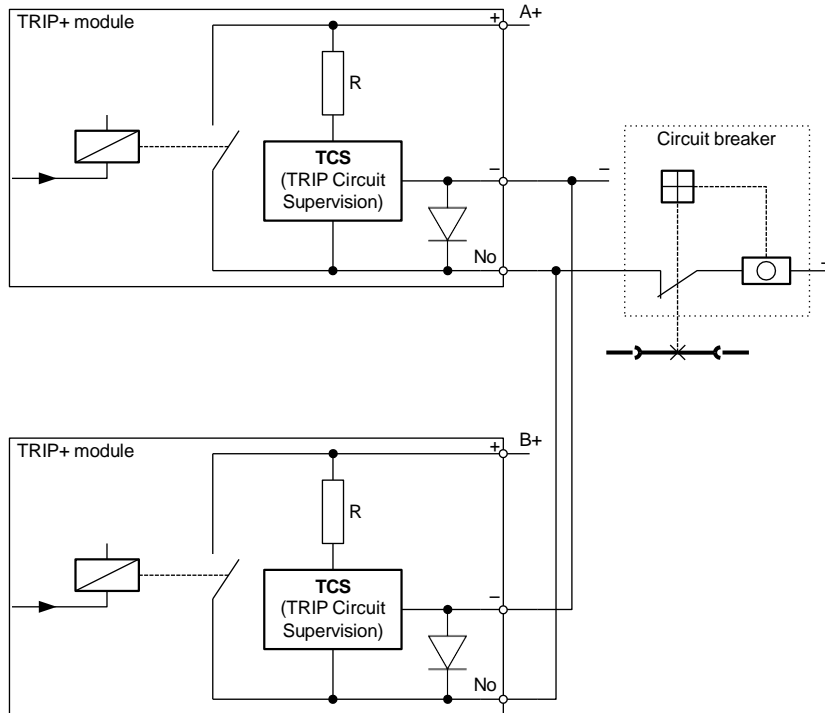 TRIP+ module
+ A+
R
Circuit breaker
TCS
(TRIP Circuit
Supervision)
– –
No
–
TRIP+ module
+ B+
R
TCS
(TRIP Circuit
Supervision)
–
No